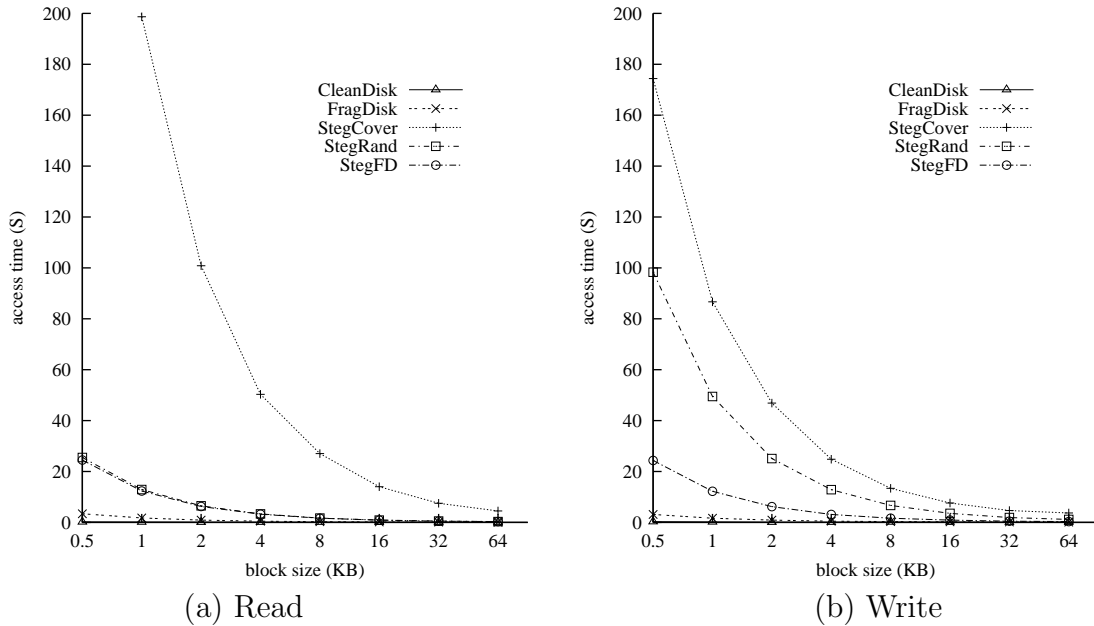 200
180
160
140
120
100
80
60
40
20
0
access time (S)
0.5 1 2 4 8 16 32 64
block size (KB)
CleanDisk
FragDisk
StegCover
StegRand
StegFD
(a) Read
200
180
160
140
120
100
80
60
40
20
0
access time (S)
0.5 1 2 4 8 16 32 64
block size (KB)
CleanDisk
FragDisk
StegCover
StegRand
StegFD
(b) Write